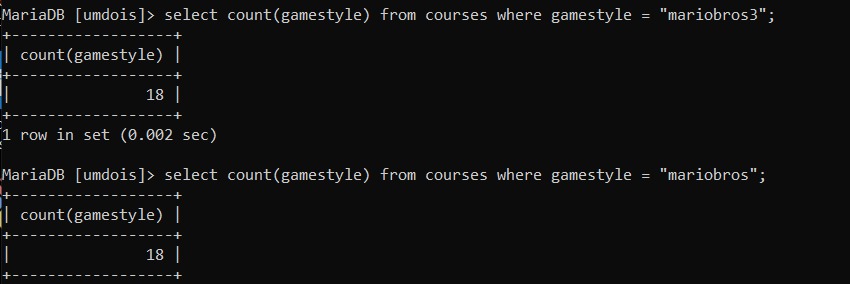 MariaDB [umdois]> select count(gamestyle) from courses where gamestyle = "mariobros3";
+------------------+
| count(gamestyle) |
+------------------+
|               18 |
+------------------+
1 row in set (0.002 sec)
MariaDB [umdois]> select count(gamestyle) from courses where gamestyle = "mariobros";
+------------------+
| count(gamestyle) |
+------------------+
|               18 |
+------------------+